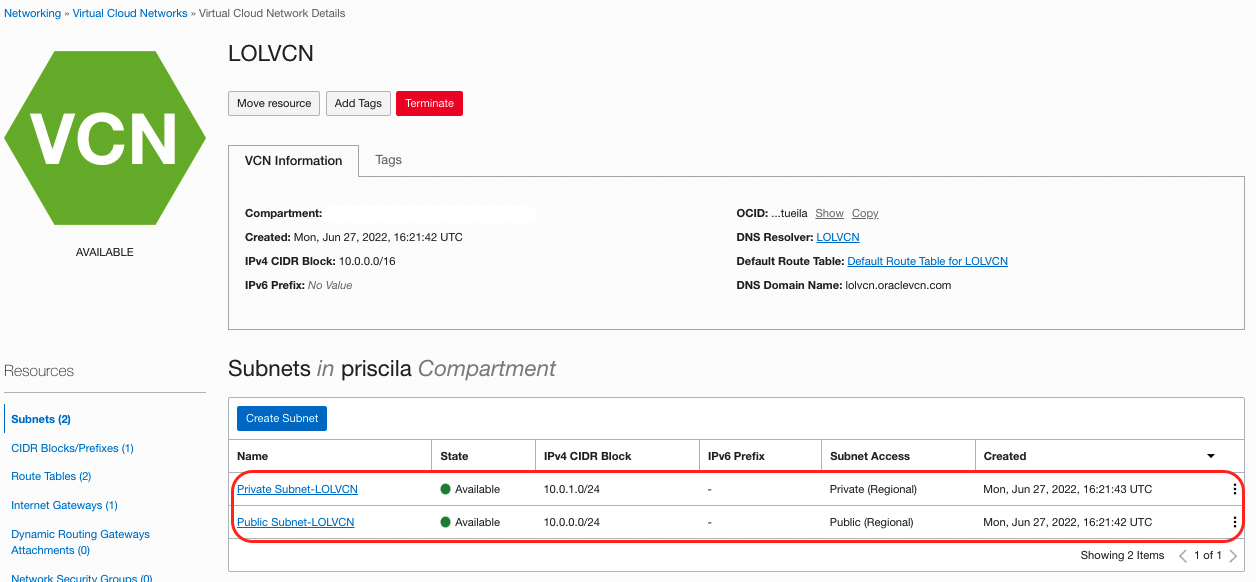 Networking » Virtual Cloud Networks » Virtual Cloud Network Details
VCN
AVAILABLE
LOLVCN
Move resource Add Tags Terminate
VCN Information Tags
Compartment:
Created: Mon, Jun 27, 2022, 16:21:42 UTC
IPv4 CIDR Block: 10.0.0.0/16
IPv6 Prefix: No Value
OCID: ...tueila Show Copy
DNS Resolver: LOLVCN
Default Route Table: Default Route Table for LOLVCN
DNS Domain Name: lolvcn.oraclevcn.com
Resources
Subnets (2)
CIDR Blocks/Prefixes (1)
Route Tables (2)
Internet Gateways (1)
Dynamic Routing Gateways
Attachments (0)
Network Security Groups (0)
Subnets in priscila Compartment
Create Subnet
Name State IPv4 CIDR Block IPv6 Prefix Subnet Access Created
Private Subnet-LOLVCN Available 10.0.1.0/24 - Private (Regional) Mon, Jun 27, 2022, 16:21:43 UTC
Public Subnet-LOLVCN Available 10.0.0.0/24 - Public (Regional) Mon, Jun 27, 2022, 16:21:42 UTC
Showing 2 Items 1 of 1